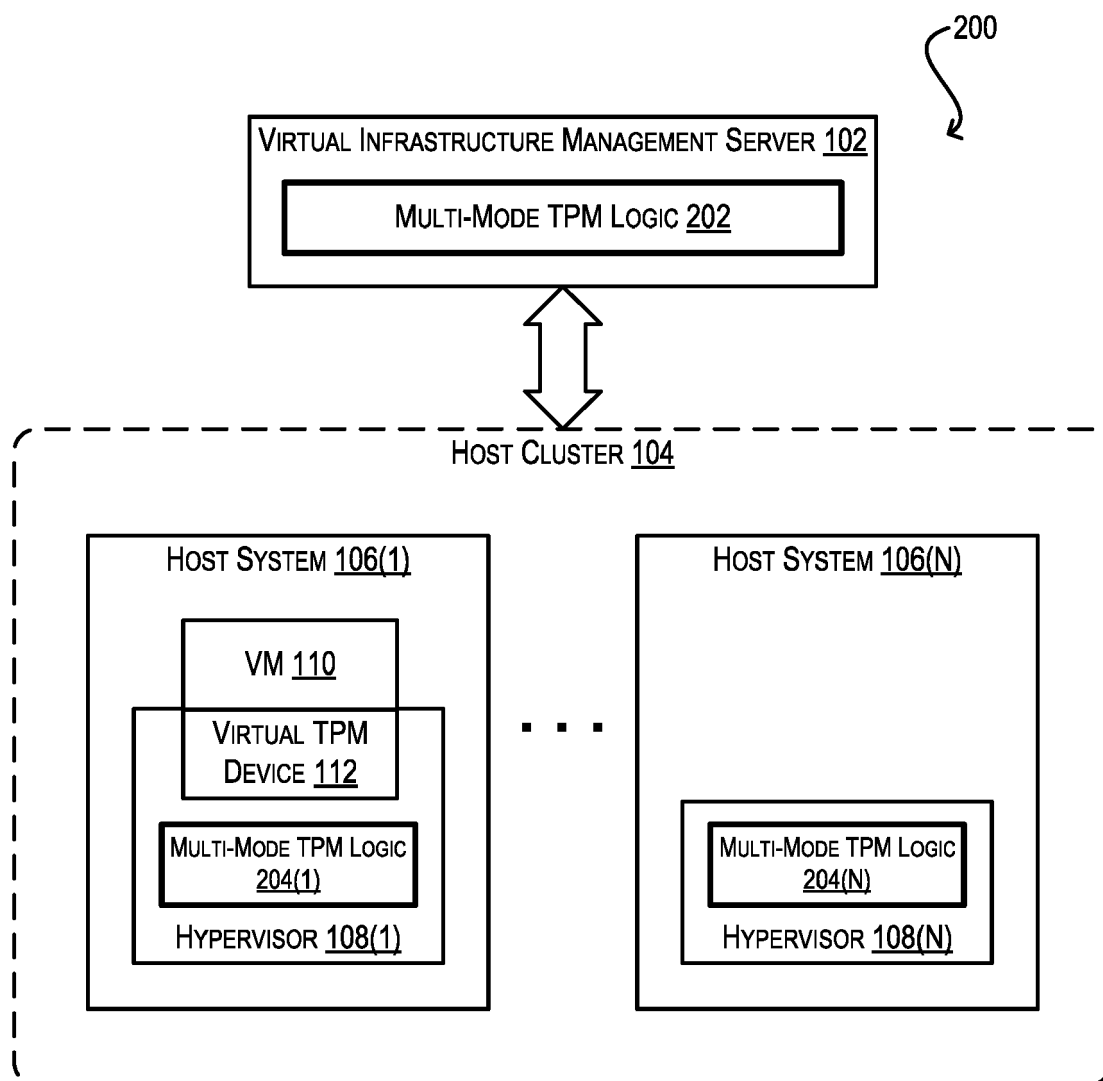 200
Virtual Infrastructure Management Server 102
Multi-Mode TPM Logic 202
Host Cluster 104
Host System 106(1)
VM 110
Virtual TPM
Device 112
Multi-Mode TPM Logic
204(1)
Hypervisor 108(1)
. . .
Host System 106(N)
Multi-Mode TPM Logic
204(N)
Hypervisor 108(N)